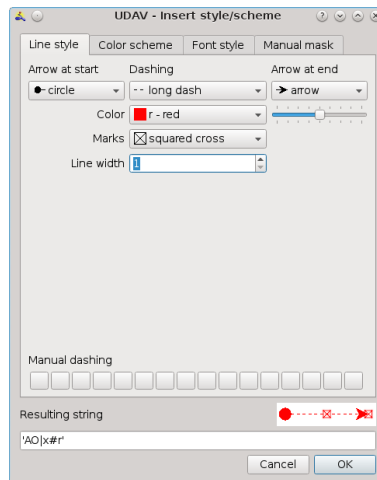 UDAV - Insert style/scheme
Line style Color scheme Font style Manual mask
Arrow at start Dashing Arrow at end
circle -- long dash arrow
Color r - red
Marks squared cross
Line width 1
Manual dashing
Resulting string
'AO|x#r'
Cancel OK